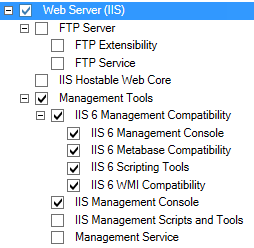 Web Server (IIS)
FTP Server
FTP Extensibility
FTP Service
IIS Hostable Web Core
Management Tools
IIS 6 Management Compatibility
IIS 6 Management Console
IIS 6 Metabase Compatibility
IIS 6 Scripting Tools
IIS 6 WMI Compatibility
IIS Management Console
IIS Management Scripts and Tools
Management Service